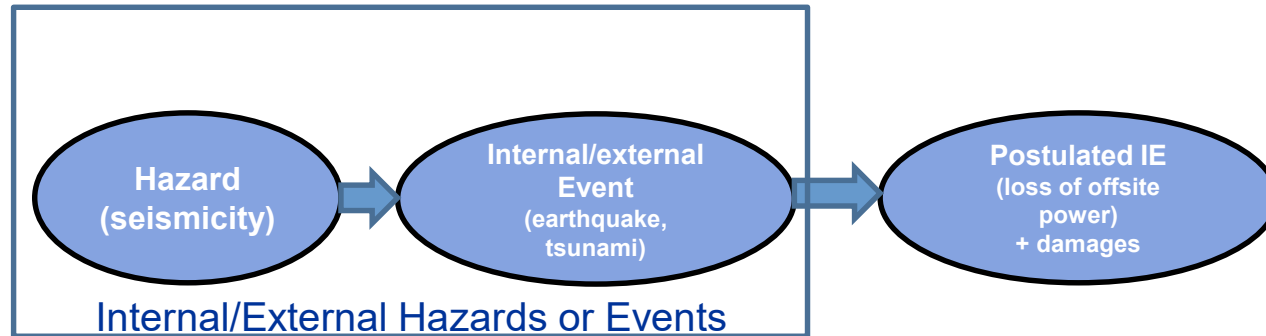 Hazard
(seismicity)
Internal/external
Event
(earthquake,
tsunami)
Postulated IE
(loss of offsite
power)
+ damages
Internal/External Hazards or Events